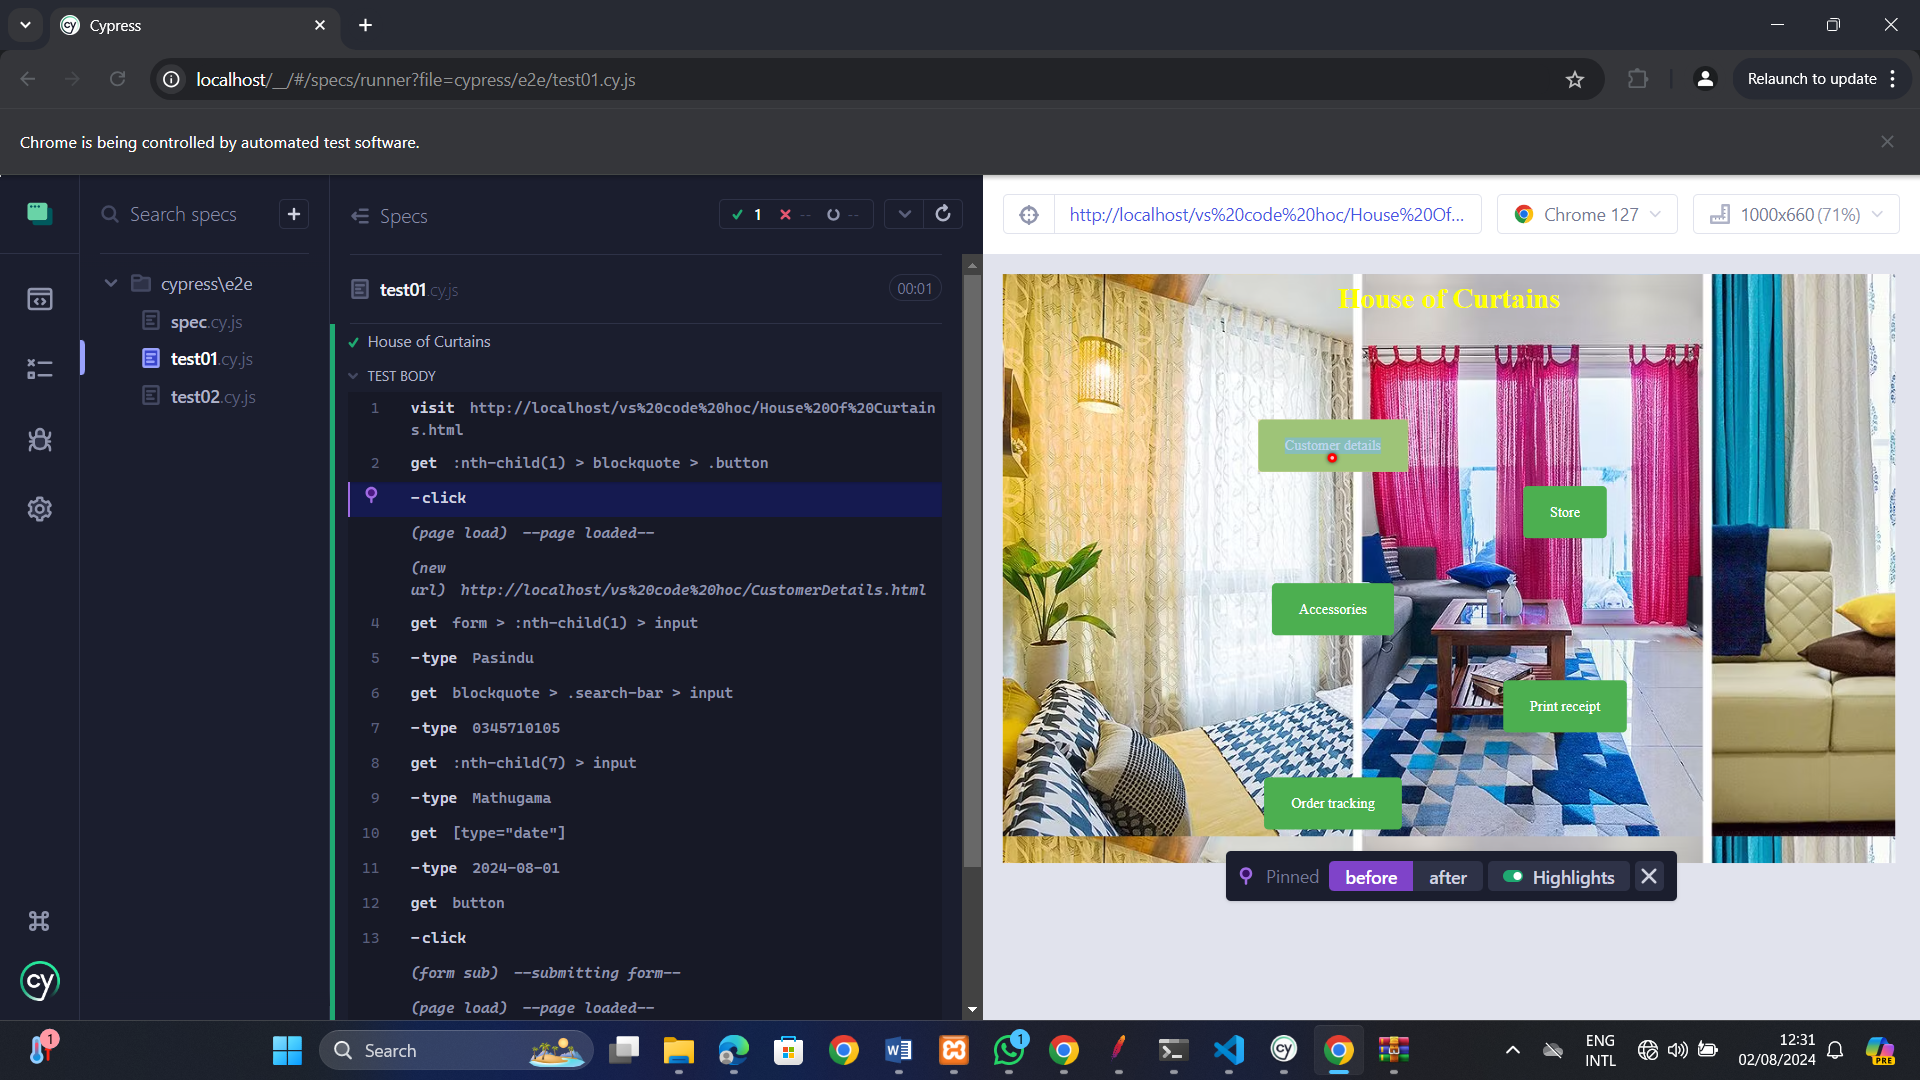 Cypress
localhost/__/#/specs/runner?file=cypress/e2e/test01.cy.js
Relaunch to update
Chrome is being controlled by automated test software.
Search specs
+
cypress\e2e
spec.cy.js
test01.cy.js
test02.cy.js
cy
Specs
1 -- --
test01.cy.js
00:01
House of Curtains
TEST BODY
1 visit http://localhost/vs%20code%20hoc/House%20Of%20Curtain
s.html
2 get :nth-child(1) > blockquote > .button
-click
(page load) --page loaded--
(new
url) http://localhost/vs%20code%20hoc/CustomerDetails.html
4 get form > :nth-child(1) > input
5 -type Pasindu
6 get blockquote > .search-bar > input
7 -type 0345710105
8 get :nth-child(7) > input
9 -type Mathugama
10 get [type="date"]
11 -type 2024-08-01
12 get button
13 -click
(form sub) --submitting form--
(page load) --page loaded--
http://localhost/vs%20code%20hoc/House%20Of...
Chrome 127
1000x660 (71%)
House of Curtains
Customer details
Store
Accessories
Print receipt
Order tracking
Pinned before after Highlights
1
Search
1
cy
ENG
INTL
12:31
02/08/2024
PRE